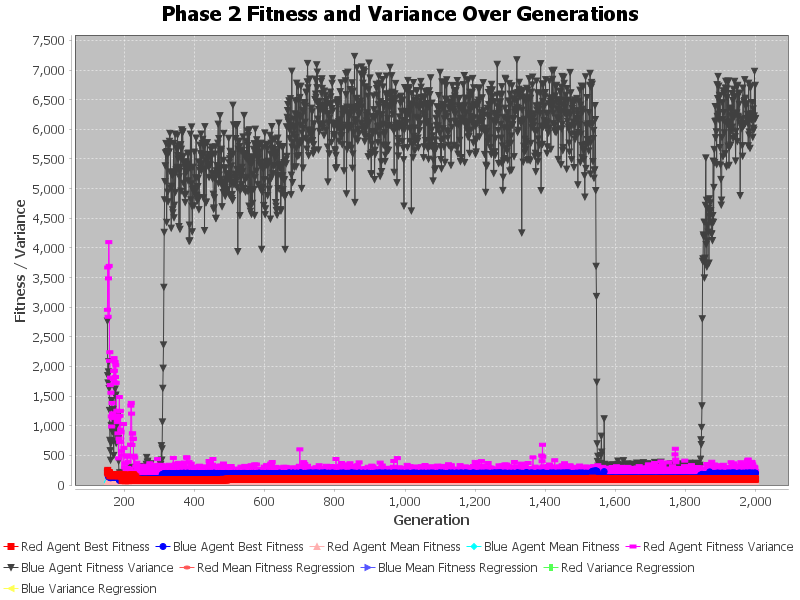 Phase 2 Fitness and Variance Over Generations
7,500
7,000
6,500
6,000
5,500
5,000
4,500
4,000
3,500
3,000
2,500
2,000
1,500
1,000
500
0
Fitness / Variance
200 400 600 800 1,000 1,200 1,400 1,600 1,800 2,000
Generation
Red Agent Best Fitness Blue Agent Best Fitness Red Agent Mean Fitness Blue Agent Mean Fitness Red Agent Fitness Variance
Blue Agent Fitness Variance Red Mean Fitness Regression Blue Mean Fitness Regression Red Variance Regression
Blue Variance Regression